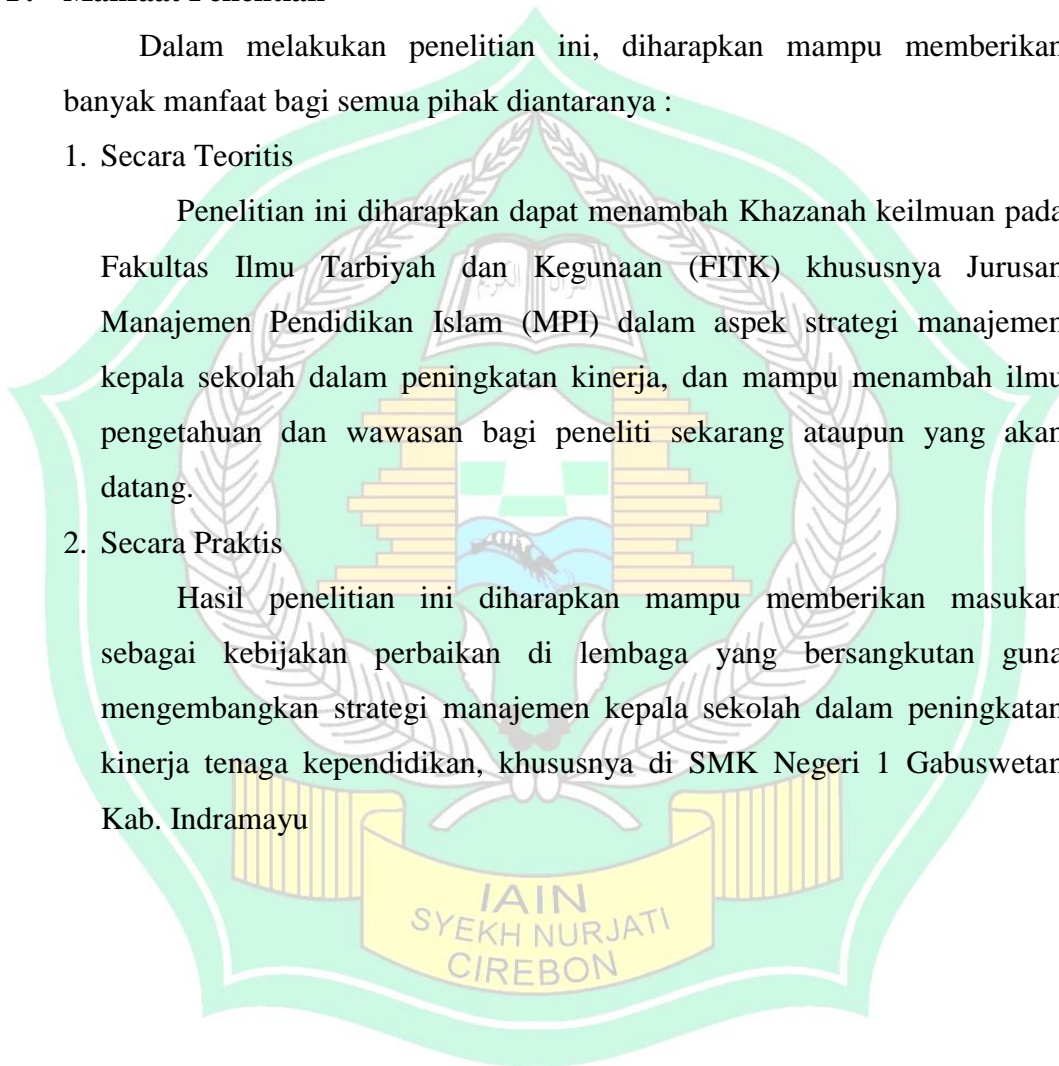 Dalam melakukan penelitian ini, diharapkan mampu memberikan
banyak manfaat bagi semua pihak diantaranya :
1. Secara Teoritis
Penelitian ini diharapkan dapat menambah Khazanah keilmuan pada
Fakultas Ilmu Tarbiyah dan Kegunaan (FITK) khususnya Jurusan
Manajemen Pendidikan Islam (MPI) dalam aspek strategi manajemen
kepala sekolah dalam peningkatan kinerja, dan mampu menambah ilmu
pengetahuan dan wawasan bagi peneliti sekarang ataupun yang akan
datang.
2. Secara Praktis
Hasil penelitian ini diharapkan mampu memberikan masukan
sebagai kebijakan perbaikan di lembaga yang bersangkutan guna
mengembangkan strategi manajemen kepala sekolah dalam peningkatan
kinerja tenaga kependidikan, khususnya di SMK Negeri 1 Gabuswetan
Kab. Indramayu
IAIN
SYEKH NURJATI
CIREBON